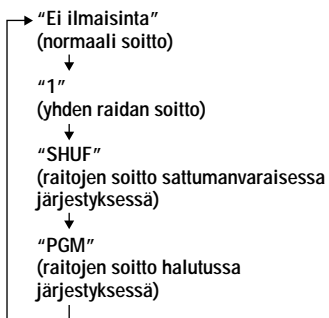 “Ei ilmaisinta”
(normaali soitto)
“1”
(yhden raidan soitto)
“SHUF”
(raitojen soitto sattumanvaraisessa
järjestyksessä)
“PGM”
(raitojen soitto halutussa
järjestyksessä)